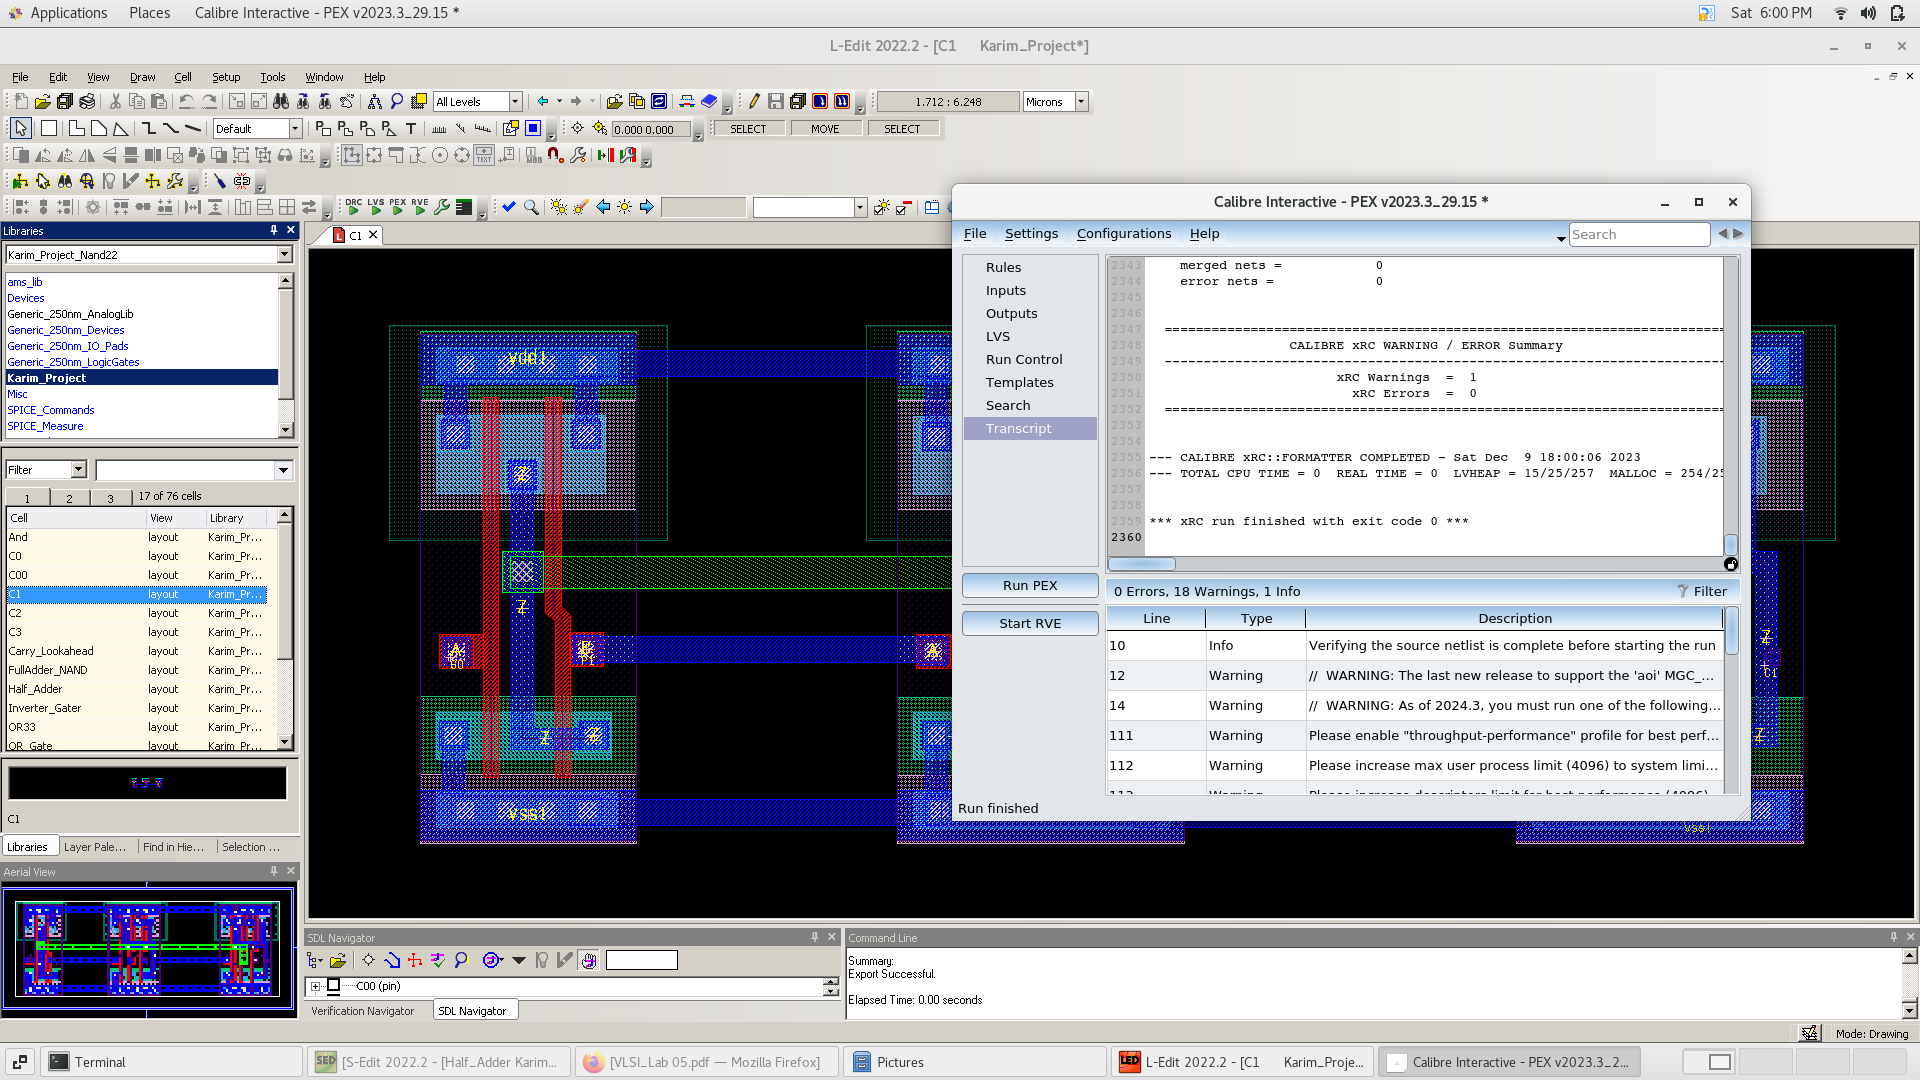 Applications Places Calibre Interactive - PEX v2023.3_29.15 * Sat 6:00 PM
L-Edit 2022.2 - [C1 Karim_Project*]
File Edit View Draw Cell Setup Tools Window Help
All Levels 1.712 : 6.248 Microns
Default T 0.000 0.000 SELECT MOVE SELECT
TEXT
DRC LVS PEX RVE
Libraries
C1
Karim_Project_Nand22
ams_lib
Devices
Generic_250nm_AnalogLib
Generic_250nm_Devices
Generic_250nm_IO_Pads
Generic_250nm_LogicGates
Karim_Project
Misc
SPICE_Commands
SPICE_Measure
Filter
1 2 3 17 of 76 cells
Cell View Library
And layout Karim_Pr...
C0 layout Karim_Pr...
C00 layout Karim_Pr...
C1 layout Karim_Pr...
C2 layout Karim_Pr...
C3 layout Karim_Pr...
Carry_Lookahead layout Karim_Pr...
FullAdder_NAND layout Karim_Pr...
Half_Adder layout Karim_Pr...
Inverter_Gater layout Karim_Pr...
OR33 layout Karim_Pr...
OR_Gate layout Karim_Pr...
C1
Libraries Layer Pale... Find in Hie... Selection ...
Aerial View
Z
Z
A
A
Z Z
Z
Z
Calibre Interactive - PEX v2023.3_29.15 *
File Settings Configurations Help Search
Rules
Inputs
Outputs
LVS
Run Control
Templates
Search
Transcript
Run PEX
Start RVE
2343 merged nets = 0
2344 error nets = 0
2345
2346
2347 ========================================================================
2348 CALIBRE xRC WARNING / ERROR Summary
2349 ------------------------------------------------------------------------
2350 xRC Warnings = 1
2351 xRC Errors = 0
2352 ========================================================================
2353
2354
2355 --- CALIBRE xRC::FORMATTER COMPLETED - Sat Dec 9 18:00:06 2023
2356 --- TOTAL CPU TIME = 0 REAL TIME = 0 LVHEAP = 15/25/257 MALLOC = 254/25
2357
2358
2359 *** xRC run finished with exit code 0 ***
2360
0 Errors, 18 Warnings, 1 Info Filter
Line Type Description
10 Info Verifying the source netlist is complete before starting the run
12 Warning // WARNING: The last new release to support the 'aoi' MGC_...
14 Warning // WARNING: As of 2024.3, you must run one of the following...
111 Warning Please enable "throughput-performance" profile for best perf...
112 Warning Please increase max user process limit (4096) to system limi...
113 Warning Please increase descriptors limit for best performance (4096)
Run finished
SDL Navigator
C00 (pin)
Verification Navigator SDL Navigator
Command Line
Summary:
Export Successful.
Elapsed Time: 0.00 seconds
Mode: Drawing
Terminal
[S-Edit 2022.2 - [Half_Adder Karim...
[VLSI_Lab 05.pdf — Mozilla Firefox]
Pictures
L-Edit 2022.2 - [C1 Karim_Proje...
Calibre Interactive - PEX v2023.3_2...